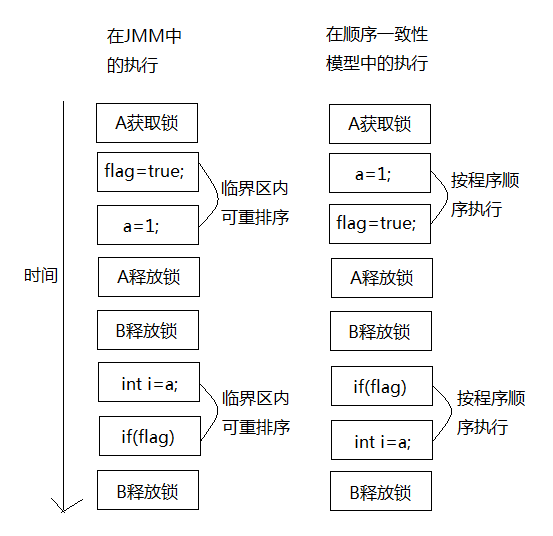 在JMM中
的执行
A获取锁
flag=true;
a=1;
临界区内
可重排序
A释放锁
B释放锁
int i=a;
if(flag)
临界区内
可重排序
B释放锁
时间
在顺序一致性
模型中的执行
A获取锁
a=1;
flag=true;
按程序顺
序执行
A释放锁
B释放锁
if(flag)
int i=a;
按程序顺
序执行
B释放锁